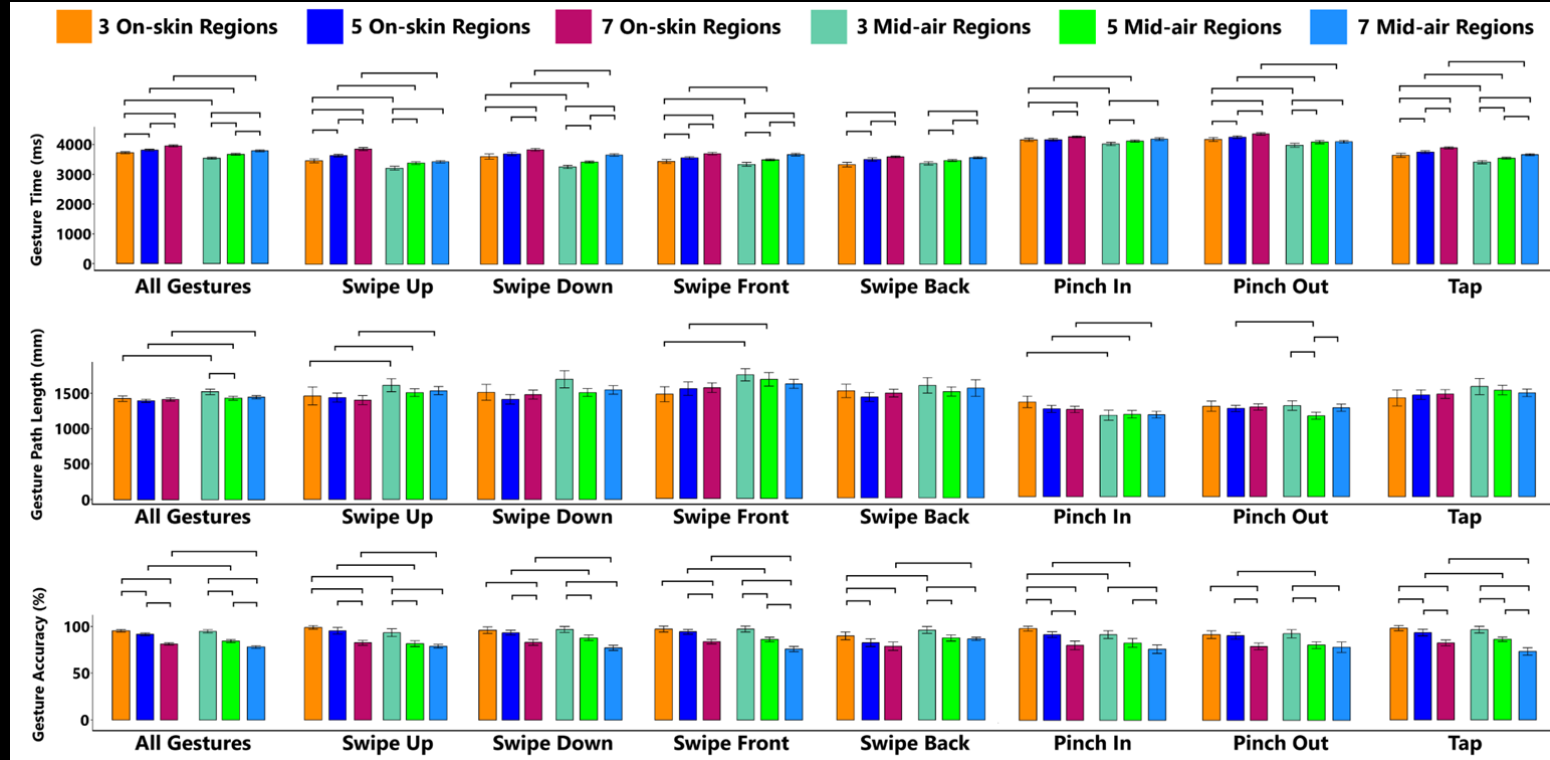 3 On-skin Regions 5 On-skin Regions 7 On-skin Regions 3 Mid-air Regions 5 Mid-air Regions 7 Mid-air Regions
Gesture Time (ms)
4000
3000
2000
1000
0
All Gestures Swipe Up Swipe Down Swipe Front Swipe Back Pinch In Pinch Out Tap
Gesture Path Length (mm)
1500
1000
500
0
All Gestures Swipe Up Swipe Down Swipe Front Swipe Back Pinch In Pinch Out Tap
Gesture Accuracy (%)
100
50
0
All Gestures Swipe Up Swipe Down Swipe Front Swipe Back Pinch In Pinch Out Tap